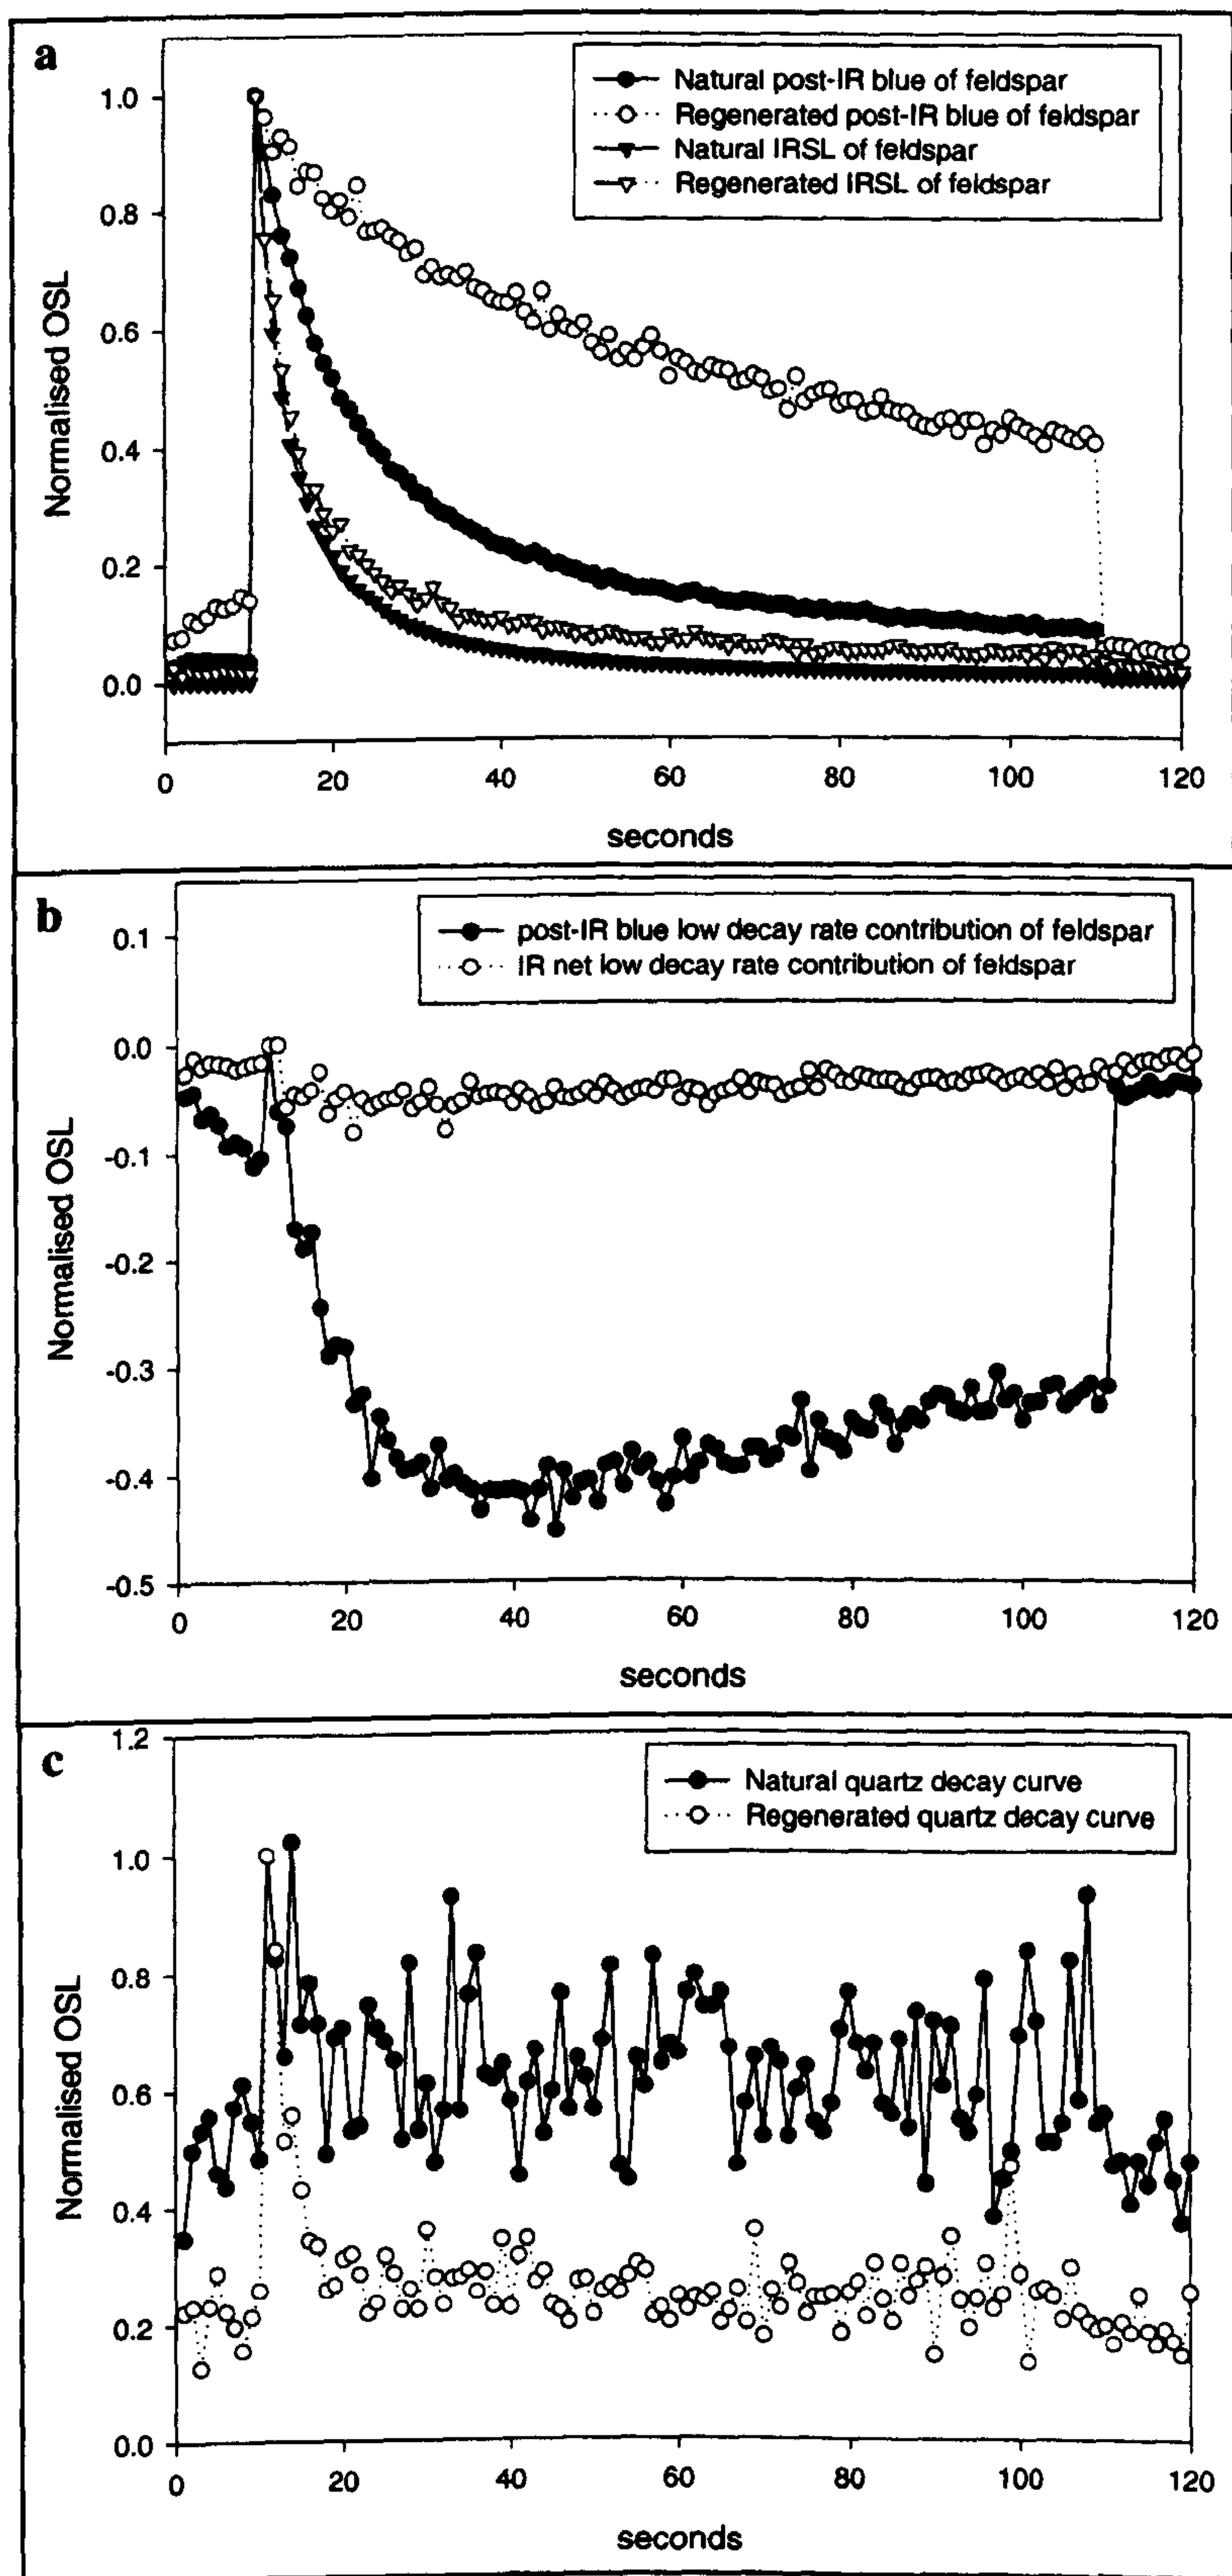 a
Natural post-IR blue of feldspar
Regenerated post-IR blue of feldspar
Natural IRSL of feldspar
Regenerated IRSL of feldspar
1.0
0.8
0.6
0.4
0.2
0.0
Normalised OSL
0 20 40 60 80 100 120
seconds
b
post-IR blue low decay rate contribution of feldspar
IR net low decay rate contribution of feldspar
0.1
0.0
-0.1
-0.2
-0.3
-0.4
-0.5
Normalised OSL
0 20 40 60 80 100 120
seconds
c
Natural quartz decay curve
Regenerated quartz decay curve
1.2
1.0
0.8
0.6
0.4
0.2
0.0
Normalised OSL
0 20 40 60 80 100 120
seconds